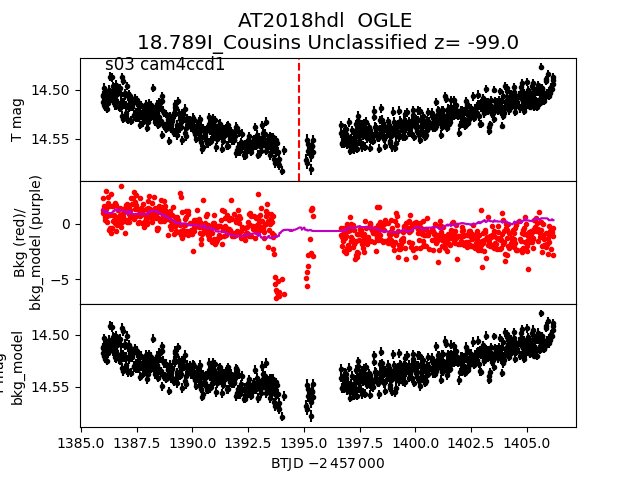 AT2018hdl  OGLE
18.789I_Cousins Unclassified z= -99.0
s03 cam4ccd1
T mag
14.50
14.55
Bkg (red)/
bkg_model (purple)
0
−5
bkg_model
14.50
14.55
1385.0 1387.5 1390.0 1392.5 1395.0 1397.5 1400.0 1402.5 1405.0
BTJD −2 457 000